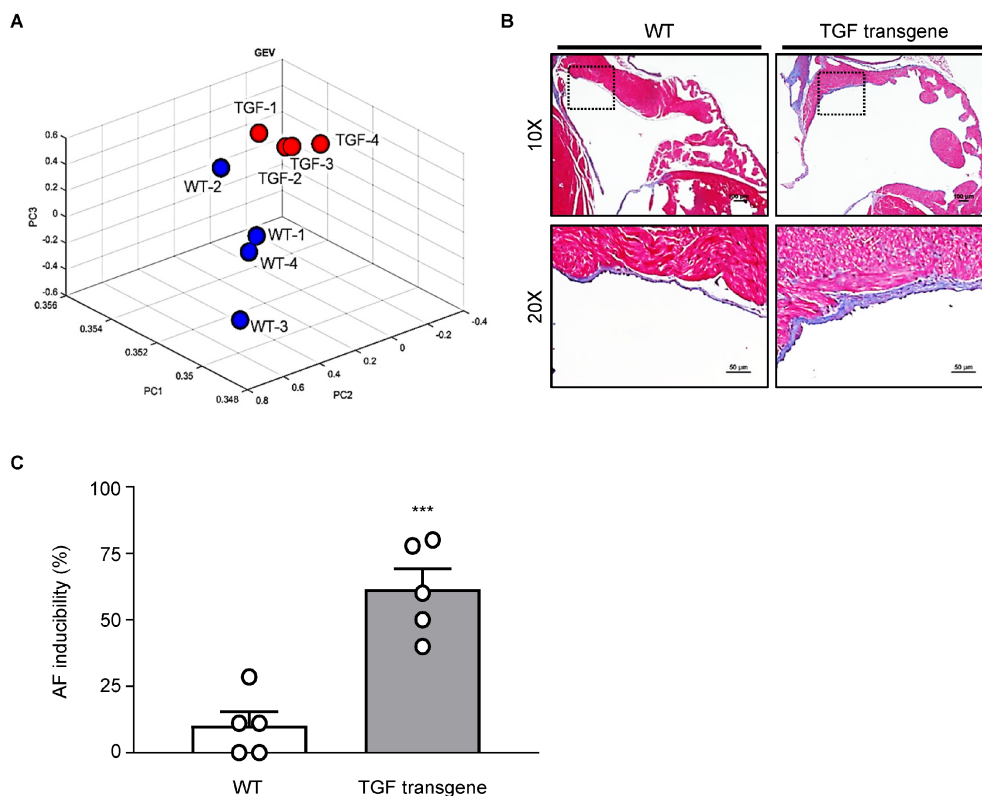 A
GEV
TGF-1
TGF-4
TGF-3
TGF-2
WT-2
WT-1
WT-4
WT-3
PC3
0.6
0.4
0.2
0
-0.2
-0.4
-0.6
0.356
0.354
0.352
0.35
0.348
PC1
0.8
0.6
0.4
0.2
0
-0.2
-0.4
PC2
B
WT
TGF transgene
10X
100 µm
20X
50 µm
50 µm
C
AF inducibility (%)
100
75
50
25
0
***
WT
TGF transgene